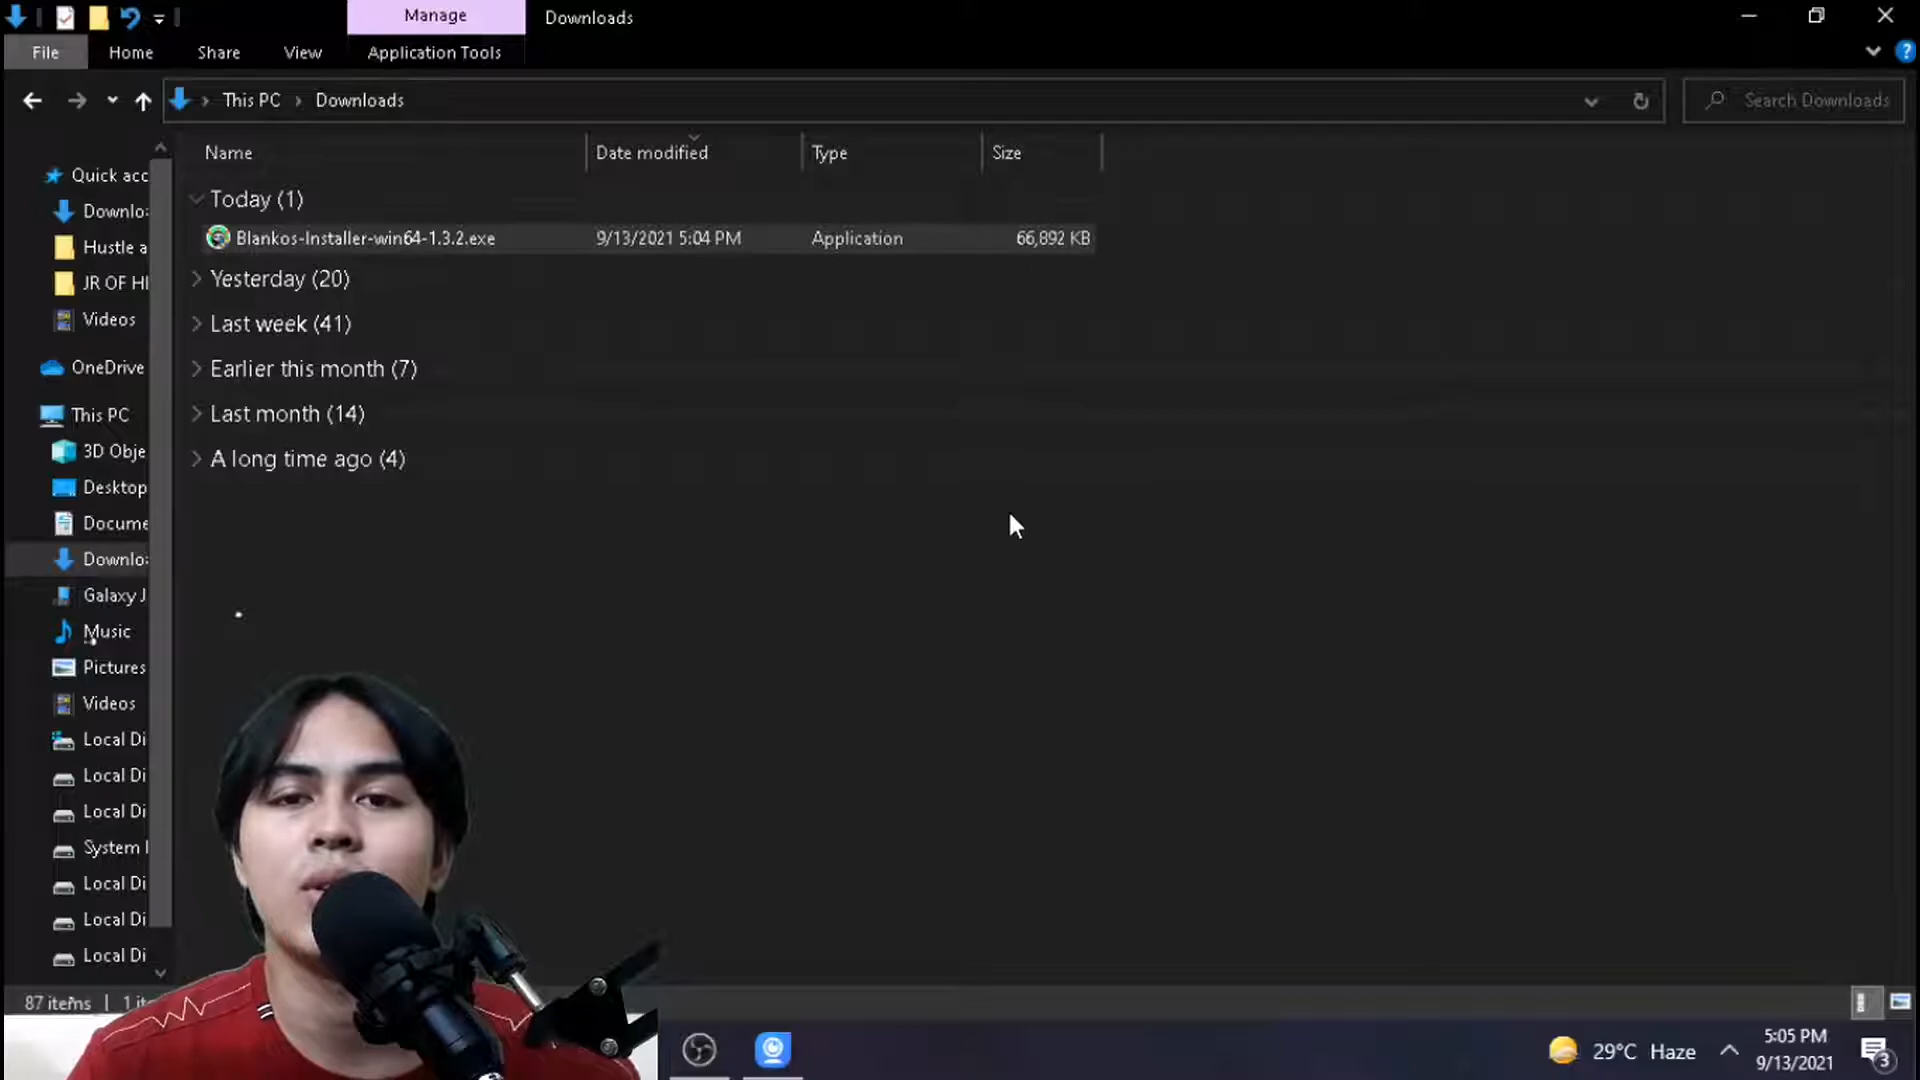 Manage
Downloads
File
Home
Share
View
Application Tools
This PC
Downloads
Search Downloads
Name
Date modified
Type
Size
Quick acc
Downlo
Hustle a
JR OF HI
Videos
OneDrive
This PC
3D Obje
Desktop
Docume
Downlo
Galaxy J
Music
Pictures
Videos
Local Di
Local Di
Local Di
System
Local Di
Local Di
Local Di
Today (1)
Blankos-Installer-win64-1.3.2.exe 9/13/2021 5:04 PM Application 66,892 KB
Yesterday (20)
Last week (41)
Earlier this month (7)
Last month (14)
A long time ago (4)
87 items 1 it
29°C Haze
5:05 PM
9/13/2021
3